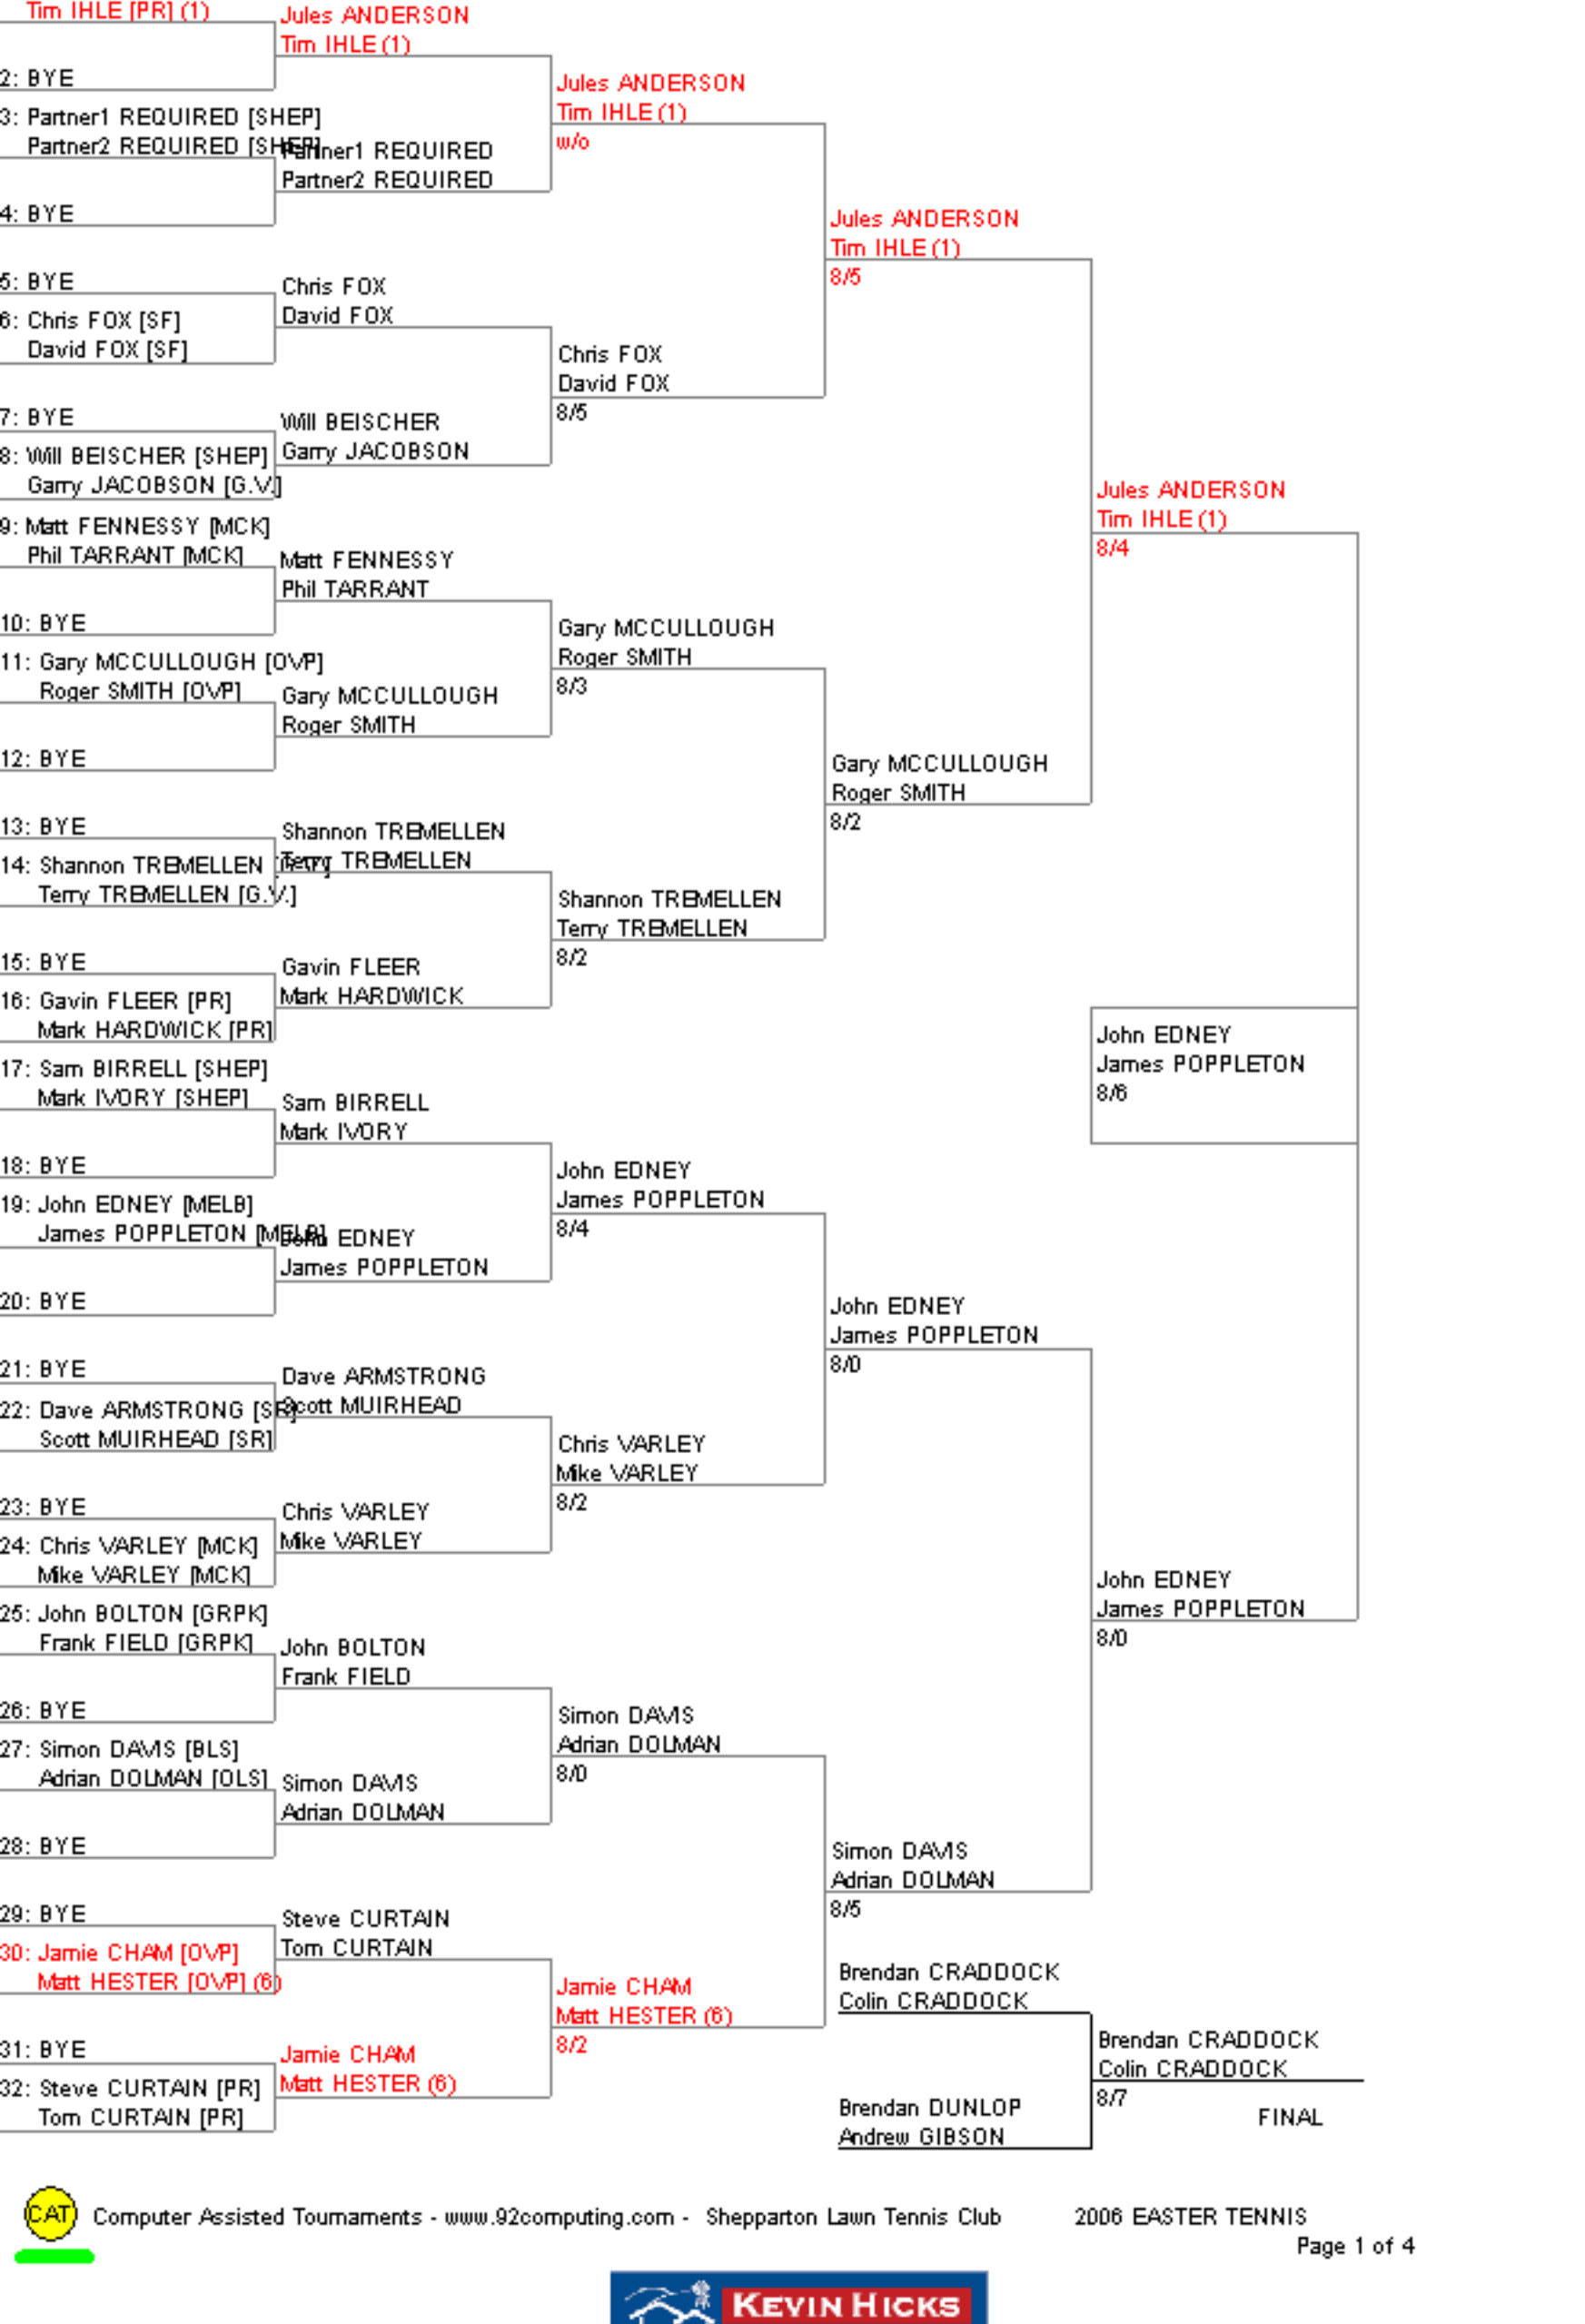 Tim IHLE [PR] (1)
2: BYE
3: Partner1 REQUIRED [SHEP]
Partner2 REQUIRED [SHEP]
4: BYE
5: BYE
6: Chris FOX [SF]
David FOX [SF]
7: BYE
8: Will BEISCHER [SHEP]
Garry JACOBSON [G.V.]
9: Matt FENNESSY [MCK]
Phil TARRANT [MCK]
10: BYE
11: Gary MCCULLOUGH [OVP]
Roger SMITH [OVP]
12: BYE
13: BYE
14: Shannon TREMELLEN
Terry TREMELLEN [G.V.]
15: BYE
16: Gavin FLEER [PR]
Mark HARDWICK [PR]
17: Sam BIRRELL [SHEP]
Mark IVORY [SHEP]
18: BYE
19: John EDNEY [MELB]
James POPPLETON [MELB]
20: BYE
21: BYE
22: Dave ARMSTRONG [SR]
Scott MUIRHEAD [SR]
23: BYE
24: Chris VARLEY [MCK]
Mike VARLEY [MCK]
25: John BOLTON [GRPK]
Frank FIELD [GRPK]
26: BYE
27: Simon DAVIS [BLS]
Adrian DOLMAN [OLS]
28: BYE
29: BYE
30: Jamie CHAM [OVP]
Matt HESTER [OVP] (6)
31: BYE
32: Steve CURTAIN [PR]
Tom CURTAIN [PR]
Jules ANDERSON
Tim IHLE (1)
Partner1 REQUIRED
Partner2 REQUIRED
Chris FOX
David FOX
Will BEISCHER
Garry JACOBSON
Matt FENNESSY
Phil TARRANT
Gary MCCULLOUGH
Roger SMITH
Shannon TREMELLEN
Terry TREMELLEN
Gavin FLEER
Mark HARDWICK
Sam BIRRELL
Mark IVORY
John EDNEY
James POPPLETON
Dave ARMSTRONG
Scott MUIRHEAD
Chris VARLEY
Mike VARLEY
John BOLTON
Frank FIELD
Simon DAVIS
Adrian DOLMAN
Steve CURTAIN
Tom CURTAIN
Jamie CHAM
Matt HESTER (6)
Jules ANDERSON
Tim IHLE (1)
w/o
Chris FOX
David FOX
8/5
Gary MCCULLOUGH
Roger SMITH
8/3
Shannon TREMELLEN
Terry TREMELLEN
8/2
John EDNEY
James POPPLETON
8/4
Chris VARLEY
Mike VARLEY
8/2
Simon DAVIS
Adrian DOLMAN
8/0
Jamie CHAM
Matt HESTER (6)
8/2
Jules ANDERSON
Tim IHLE (1)
8/5
Gary MCCULLOUGH
Roger SMITH
8/2
John EDNEY
James POPPLETON
8/0
Simon DAVIS
Adrian DOLMAN
8/5
Jules ANDERSON
Tim IHLE (1)
8/4
John EDNEY
James POPPLETON
8/6
John EDNEY
James POPPLETON
8/0
Brendan CRADDOCK
Colin CRADDOCK
Brendan DUNLOP
Andrew GIBSON
Brendan CRADDOCK
Colin CRADDOCK
8/7
FINAL
CAT Computer Assisted Tournaments - www.92computing.com - Shepparton Lawn Tennis Club 2006 EASTER TENNIS
Page 1 of 4
KEVIN HICKS